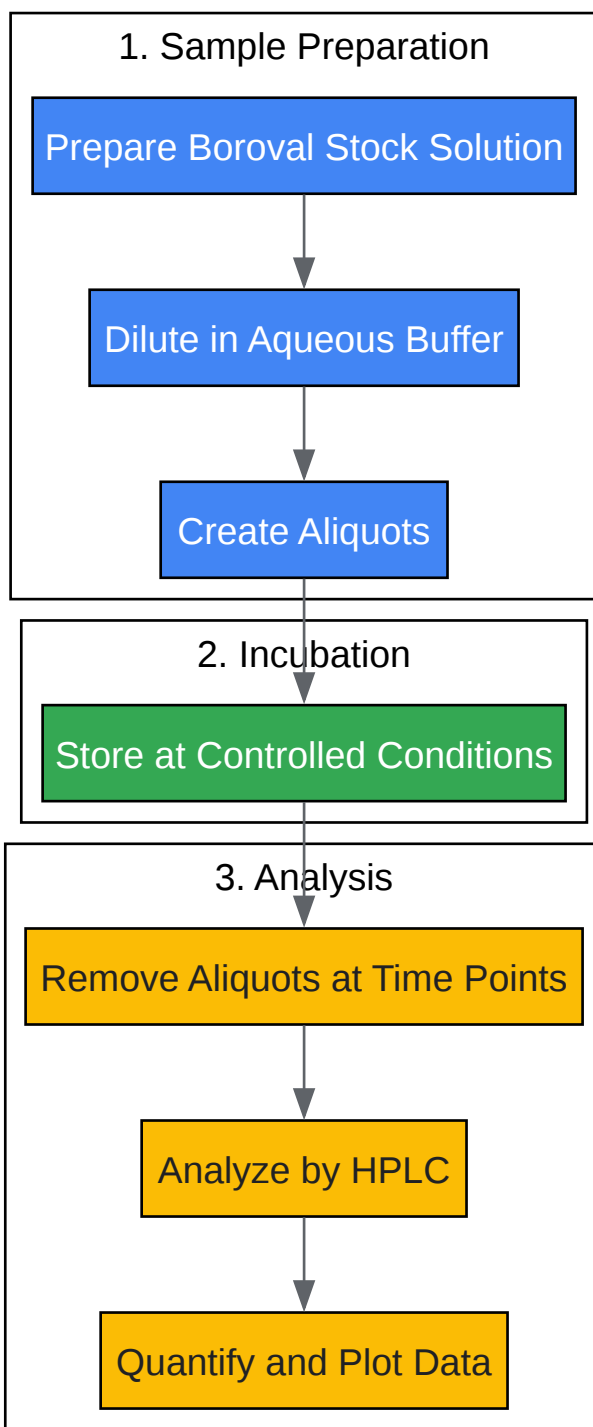 1. Sample Preparation
Prepare Boroval Stock Solution
Dilute in Aqueous Buffer
Create Aliquots
2. Incubation
Store at Controlled Conditions
3. Analysis
Remove Aliquots at Time Points
Analyze by HPLC
Quantify and Plot Data